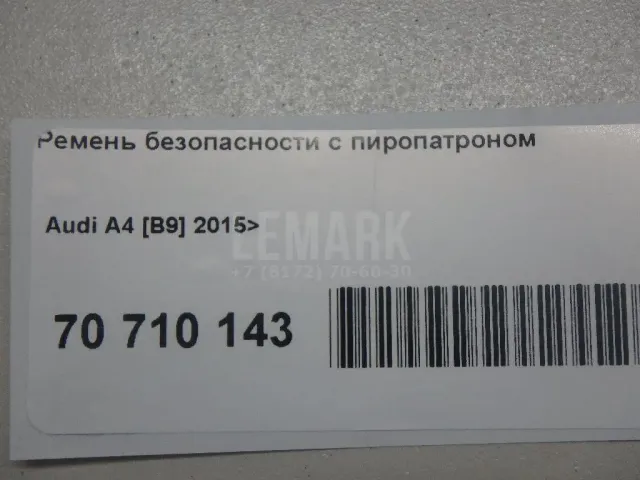 Ремень безопасности с пиропатроном
Audi A4 [B9] 2015>
LEMARK
+7 (8172) 70-60-30
70 710 143